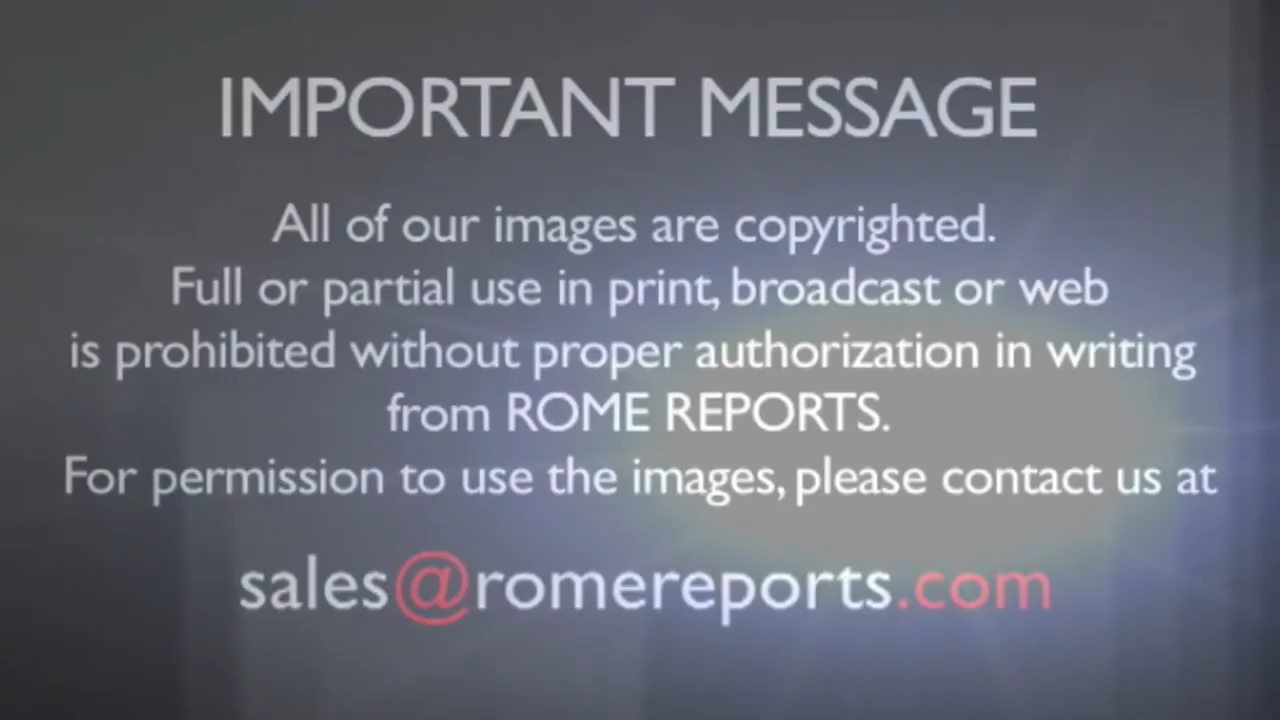 IMPORTANT MESSAGE
All of our images are copyrighted.
Full or partial use in print, broadcast or web
is prohibited without proper authorization in writing
from ROME REPORTS.
For permission to use the images, please contact us at
sales@romereports.com